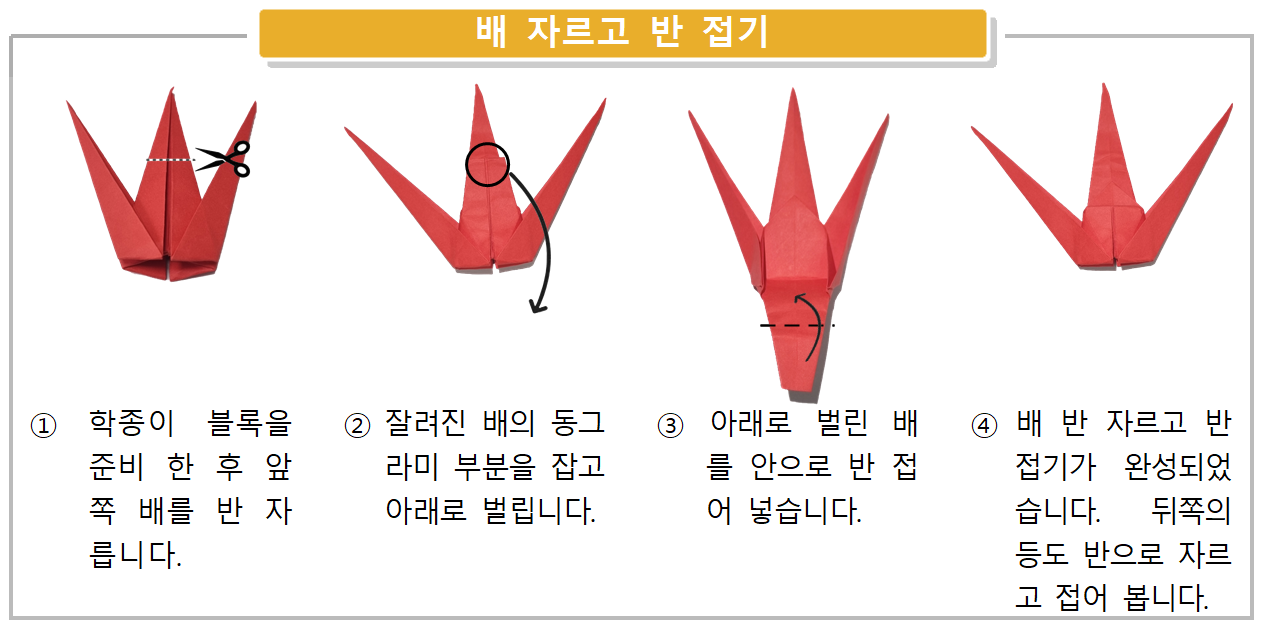 배 자르고 반 접기
① 학종이 블록을
준비 한 후 앞
쪽 배를 반 자
릅니다.
② 잘려진 배의 동그
라미 부분을 잡고
아래로 벌립니다.
③ 아래로 벌린 배
를 안으로 반 접
어 넣습니다.
④ 배 반 자르고 반
접기가 완성되었
습니다. 뒤쪽의
등도 반으로 자르
고 접어 봅니다.